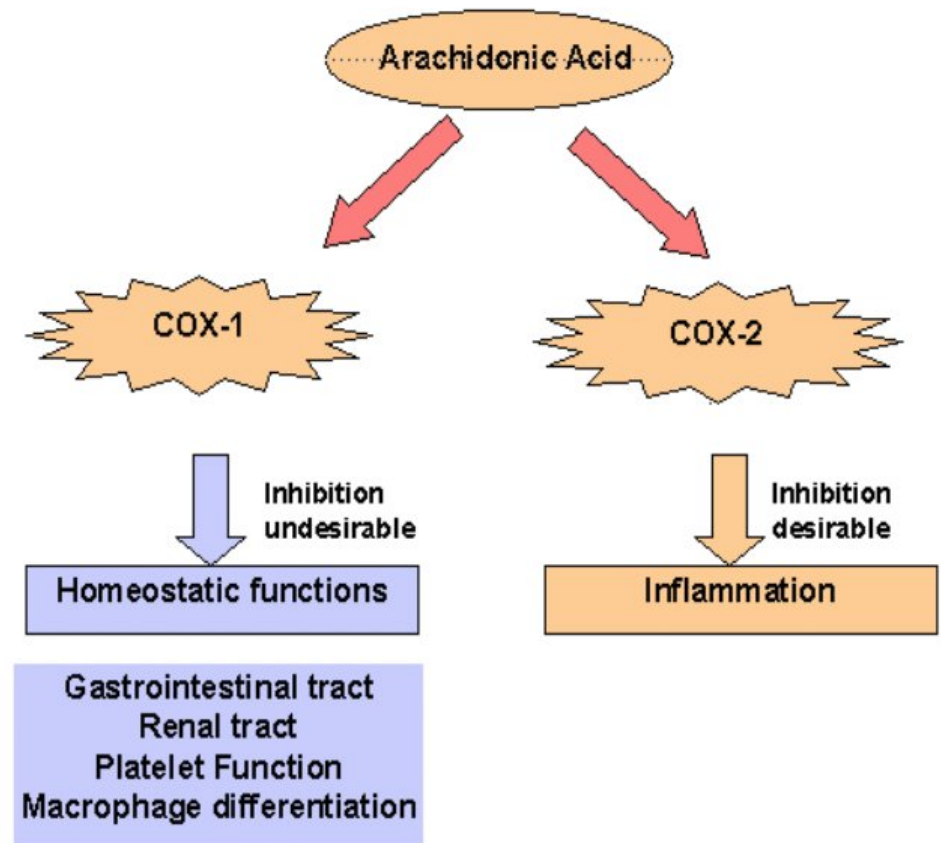 Arachidonic Acid
COX-1
COX-2
Inhibition
undesirable
Inhibition
desirable
Homeostatic functions
Inflammation
Gastrointestinal tract
Renal tract
Platelet Function
Macrophage differentiation